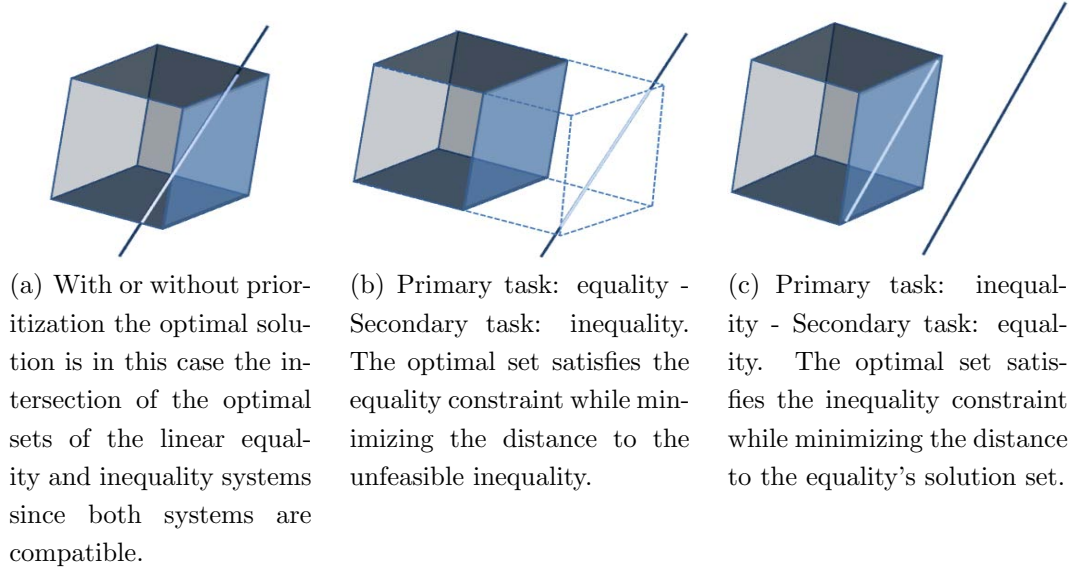 (a) With or without prior-
itization the optimal solu-
tion is in this case the in-
tersection of the optimal
sets of the linear equal-
ity and inequality systems
since both systems are
compatible.
(b) Primary task: equality -
Secondary task: inequality.
The optimal set satisfies the
equality constraint while min-
imizing the distance to the
unfeasible inequality.
(c) Primary task: inequal-
ity - Secondary task: equal-
ity. The optimal set satis-
fies the inequality constraint
while minimizing the distance
to the equality's solution set.